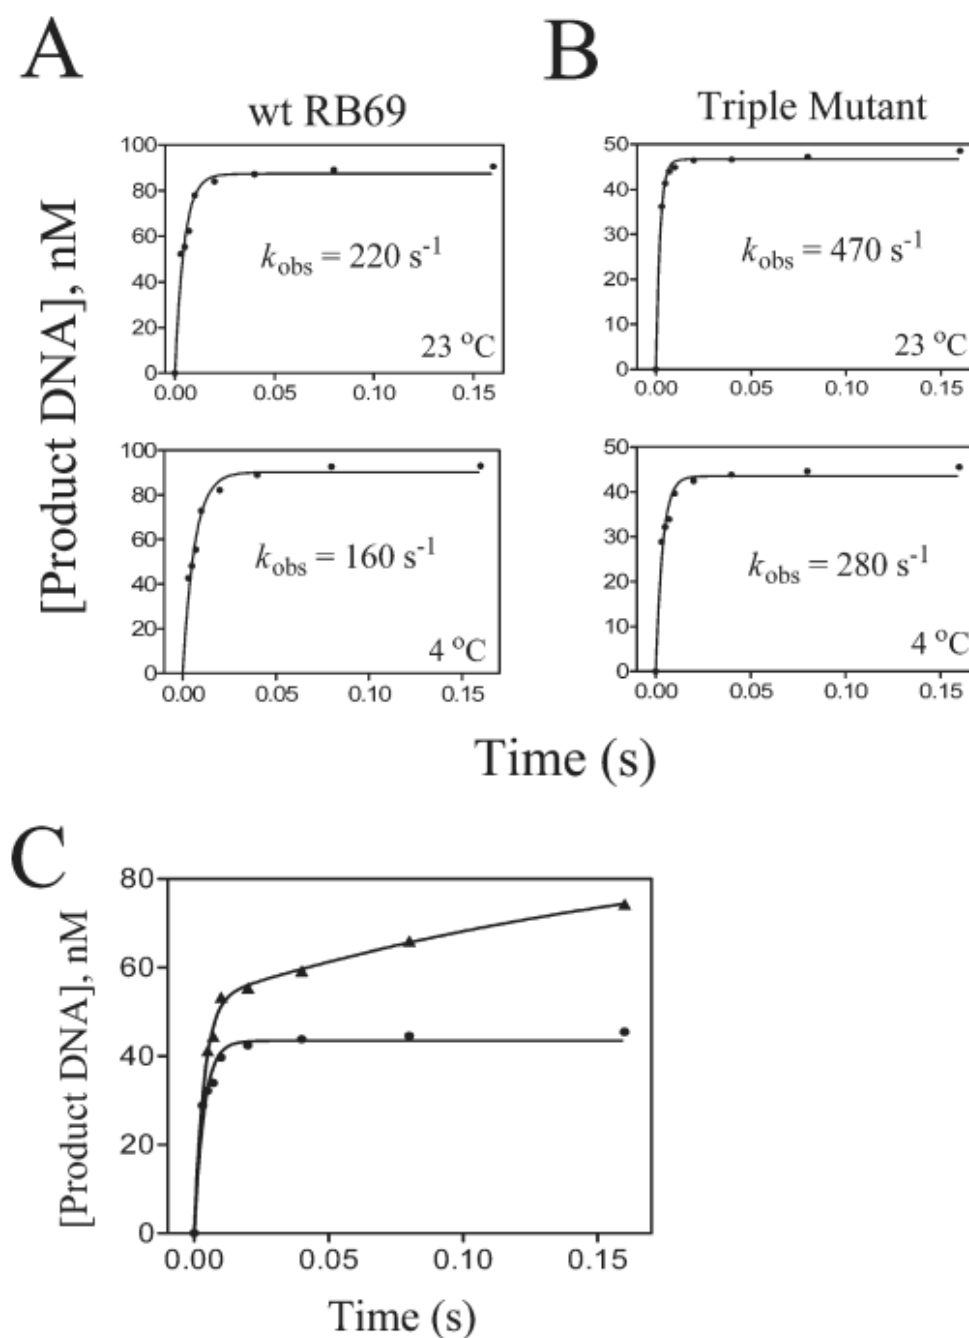 A
B
wt RB69
Triple Mutant
[Product DNA], nM
100
80
60
40
20
0
k_obs = 220 s⁻¹
23 °C
0.00 0.05 0.10 0.15
50
40
30
20
10
0
k_obs = 470 s⁻¹
23 °C
0.00 0.05 0.10 0.15
100
80
60
40
20
0
k_obs = 160 s⁻¹
4 °C
0.00 0.05 0.10 0.15
50
40
30
20
10
0
k_obs = 280 s⁻¹
4 °C
0.00 0.05 0.10 0.15
Time (s)
C
[Product DNA], nM
80
60
40
20
0
0.00 0.05 0.10 0.15
Time (s)